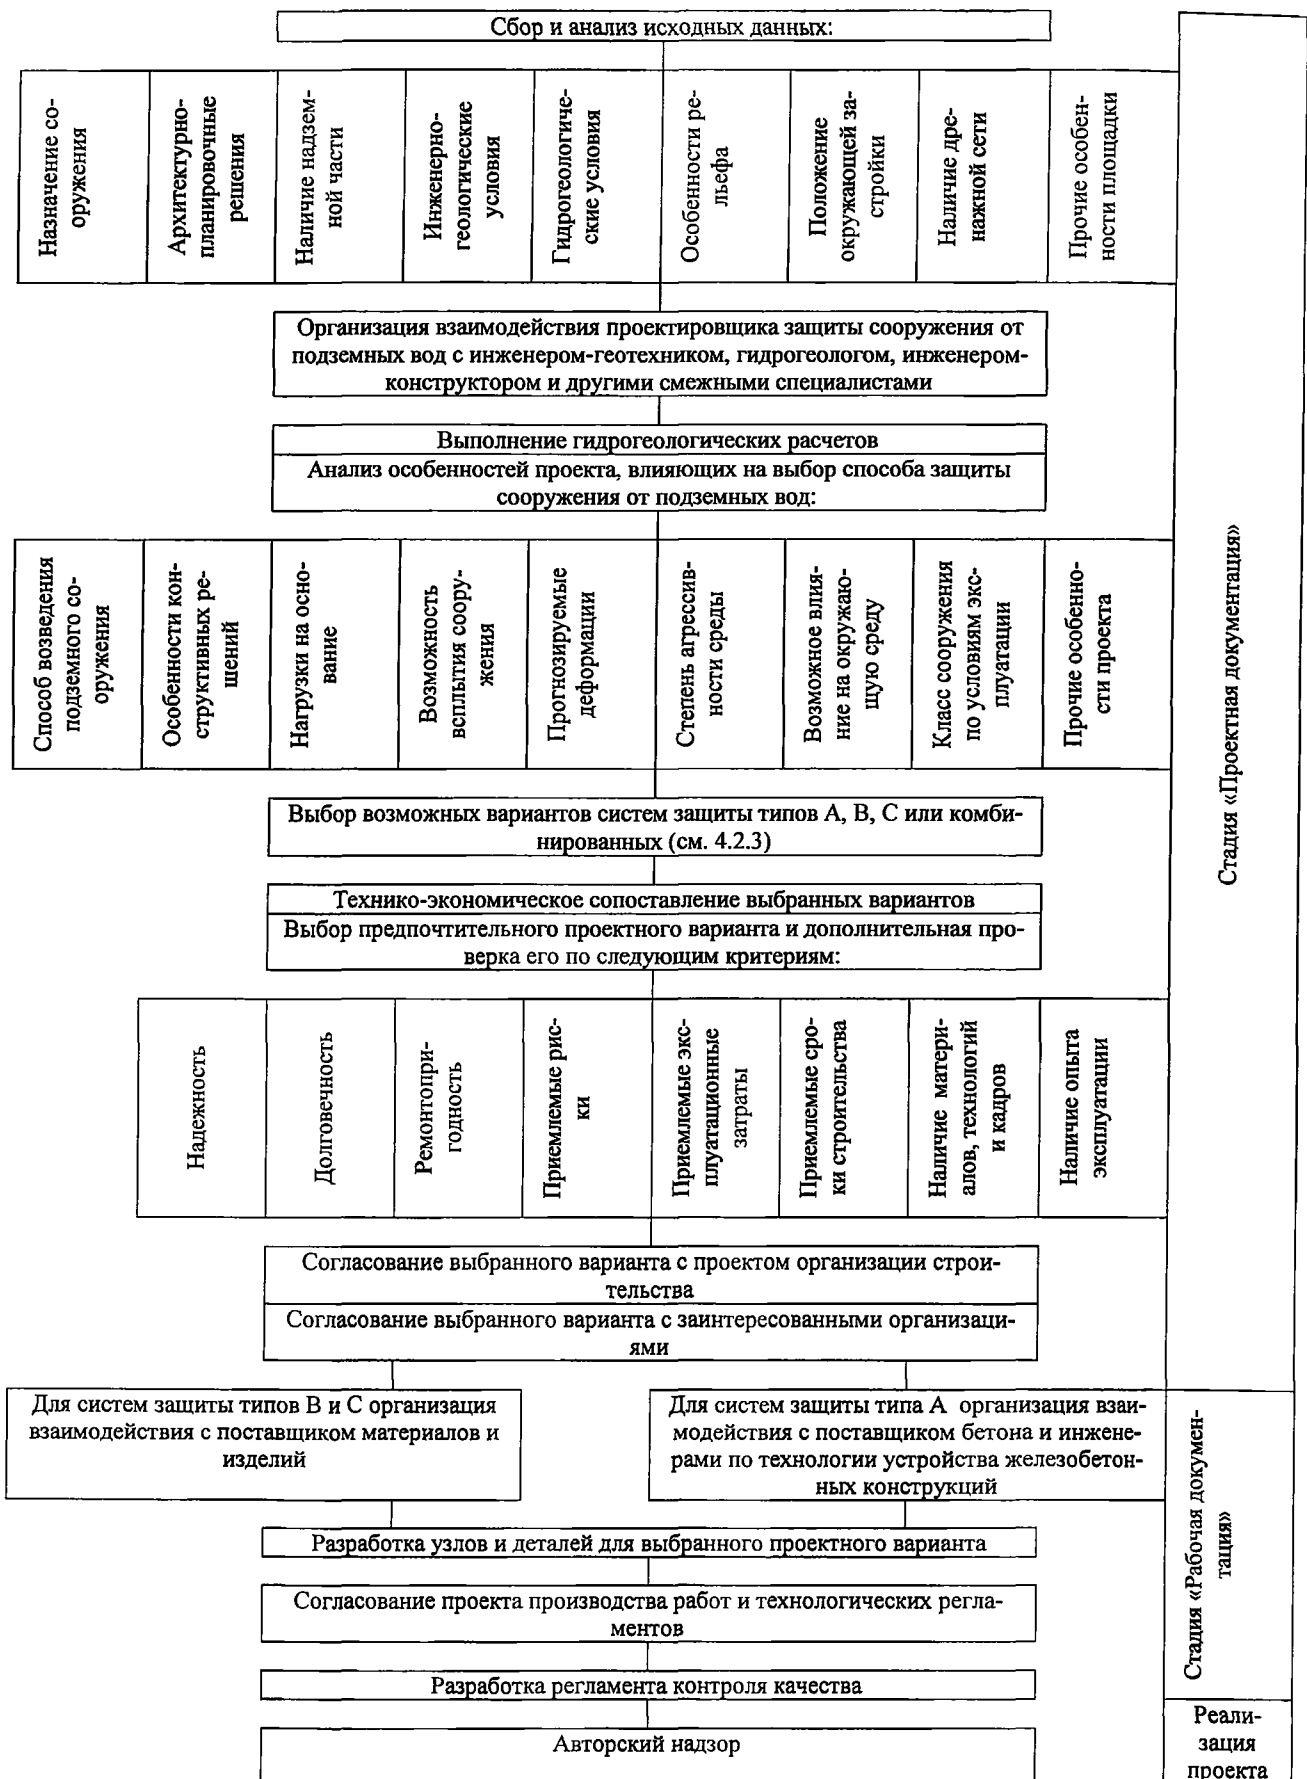 Сбор и анализ исходных данных:
Назначение со-
оружения
Архитектурно-
планировочные
решения
Наличие надзем-
ной части
Инженерно-
геологические
условия
Гидрогеологиче-
ские условия
Особенности ре-
льефа
Положение
окружающей за-
стройки
Наличие дре-
нажной сети
Прочие особен-
ности площадки
Организация взаимодействия проектировщика защиты сооружения от
подземных вод с инженером-геотехником, гидрогеологом, инженером-
конструктором и другими смежными специалистами
Выполнение гидрогеологических расчетов
Анализ особенностей проекта, влияющих на выбор способа защиты
сооружения от подземных вод:
Способ возведения
подземного со-
оружения
Особенности кон-
структивных ре-
шений
Нагрузки на осно-
вание
Возможность
всплытия соору-
жения
Прогнозируемые
деформации
Степень агрессив-
ности среды
Возможное влия-
ние на окружаю-
щую среду
Класс сооружения
по условиям экс-
плуатации
Прочие особенно-
сти проекта
Выбор возможных вариантов систем защиты типов А, В, С или комби-
нированных (см. 4.2.3)
Технико-экономическое сопоставление выбранных вариантов
Выбор предпочтительного проектного варианта и дополнительная про-
верка его по следующим критериям:
Надежность
Долговечность
Ремонтопри-
годность
Приемлемые рис-
ки
Приемлемые экс-
плуатационные
затраты
Приемлемые сро-
ки строительства
Наличие матери-
алов, технологий
и кадров
Наличие опыта
эксплуатации
Согласование выбранного варианта с проектом организации строи-
тельства
Согласование выбранного варианта с заинтересованными организаци-
ями
Стадия «Проектная документация»
Для систем защиты типов В и С организация
взаимодействия с поставщиком материалов и
изделий
Для систем защиты типа А организация взаи-
модействия с поставщиком бетона и инжене-
рами по технологии устройства железобетон-
ных конструкций
Разработка узлов и деталей для выбранного проектного варианта
Согласование проекта производства работ и технологических регла-
ментов
Разработка регламента контроля качества
Стадия «Рабочая докумен-
тация»
Авторский надзор
Реали-
зация
проекта